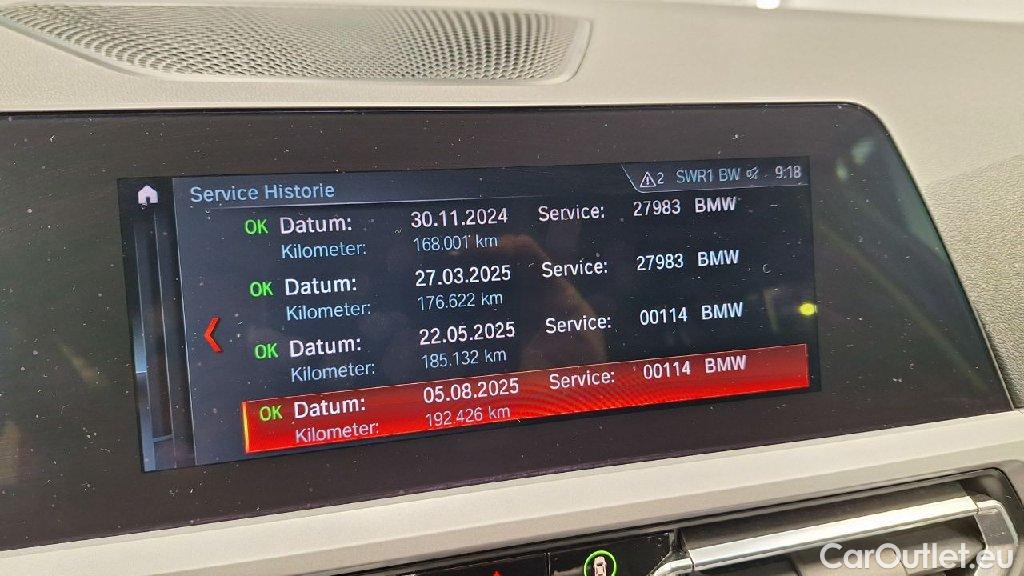 Service Historie 2 SWR1 BW 9:18
OK Datum: 30.11.2024 Service: 27983 BMW
Kilometer: 168.001 km
OK Datum: 27.03.2025 Service: 27983 BMW
Kilometer: 176.622 km
OK Datum: 22.05.2025 Service: 00114 BMW
Kilometer: 185.132 km
OK Datum: 05.08.2025 Service: 00114 BMW
Kilometer: 192.426 km
CarOutlet.eu